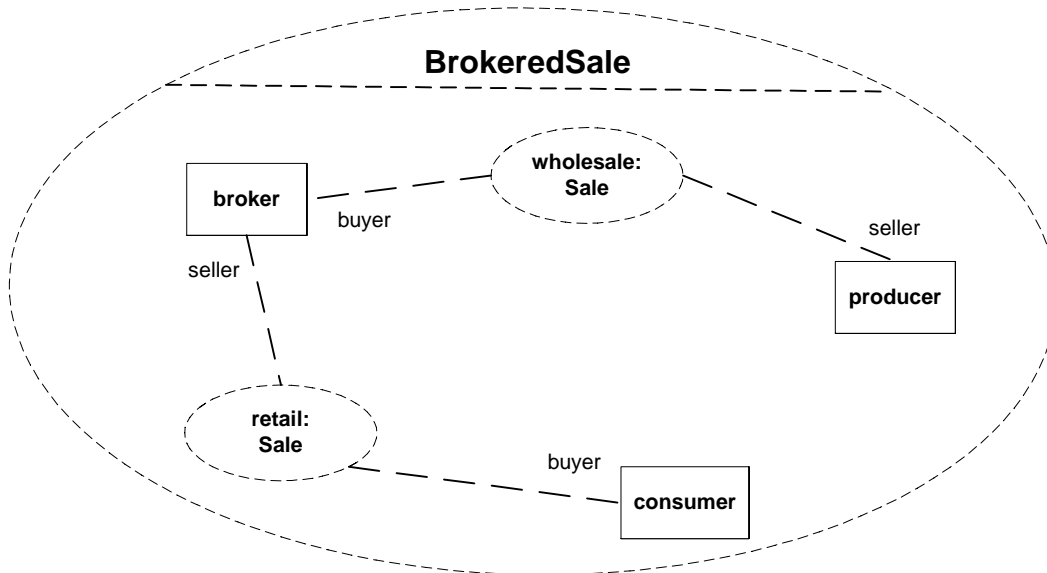 BrokeredSale
wholesale:
Sale
broker
buyer
seller
seller
producer
retail:
Sale
buyer
consumer